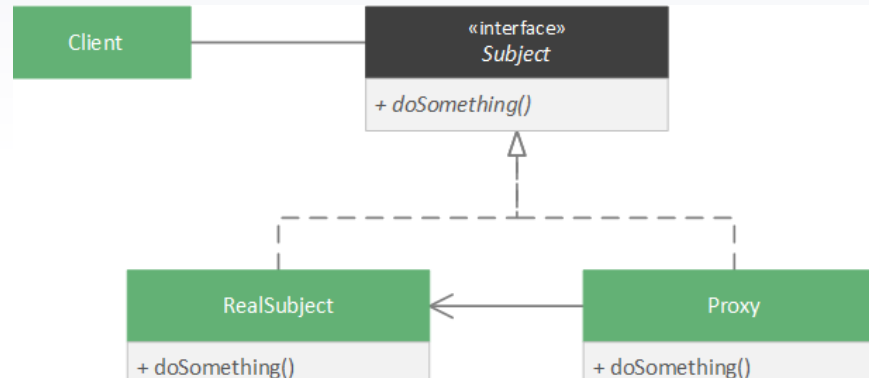 Client
«interface»
Subject
+ doSomething()
RealSubject
Proxy
+ doSomething()
+ doSomething()